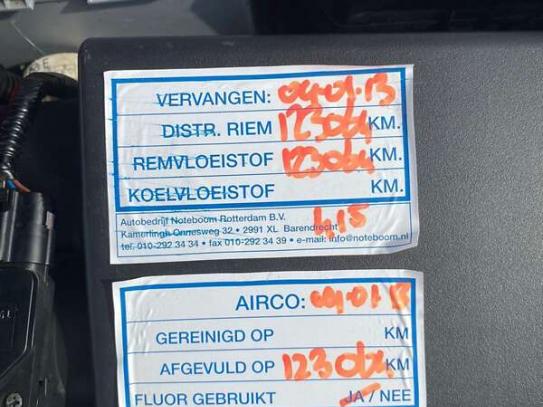 VERVANGEN: 04-01-13
DISTR. RIEM 123064 KM.
REMVLOEISTOF 123064 KM.
KOELVLOEISTOF KM.
4,15
Autobedrijf Noteboom Rotterdam B.V.
Kamerlingh Onnesweg 32 • 2991 XL Barendrecht
tel. 010-292 34 34 • fax 010-292 34 39 • e-mail: info@noteboom.nl
AIRCO: 04-01-13
GEREINIGD OP KM
AFGEVULD OP 123064 KM
FLUOR GEBRUIKT JA / NEE